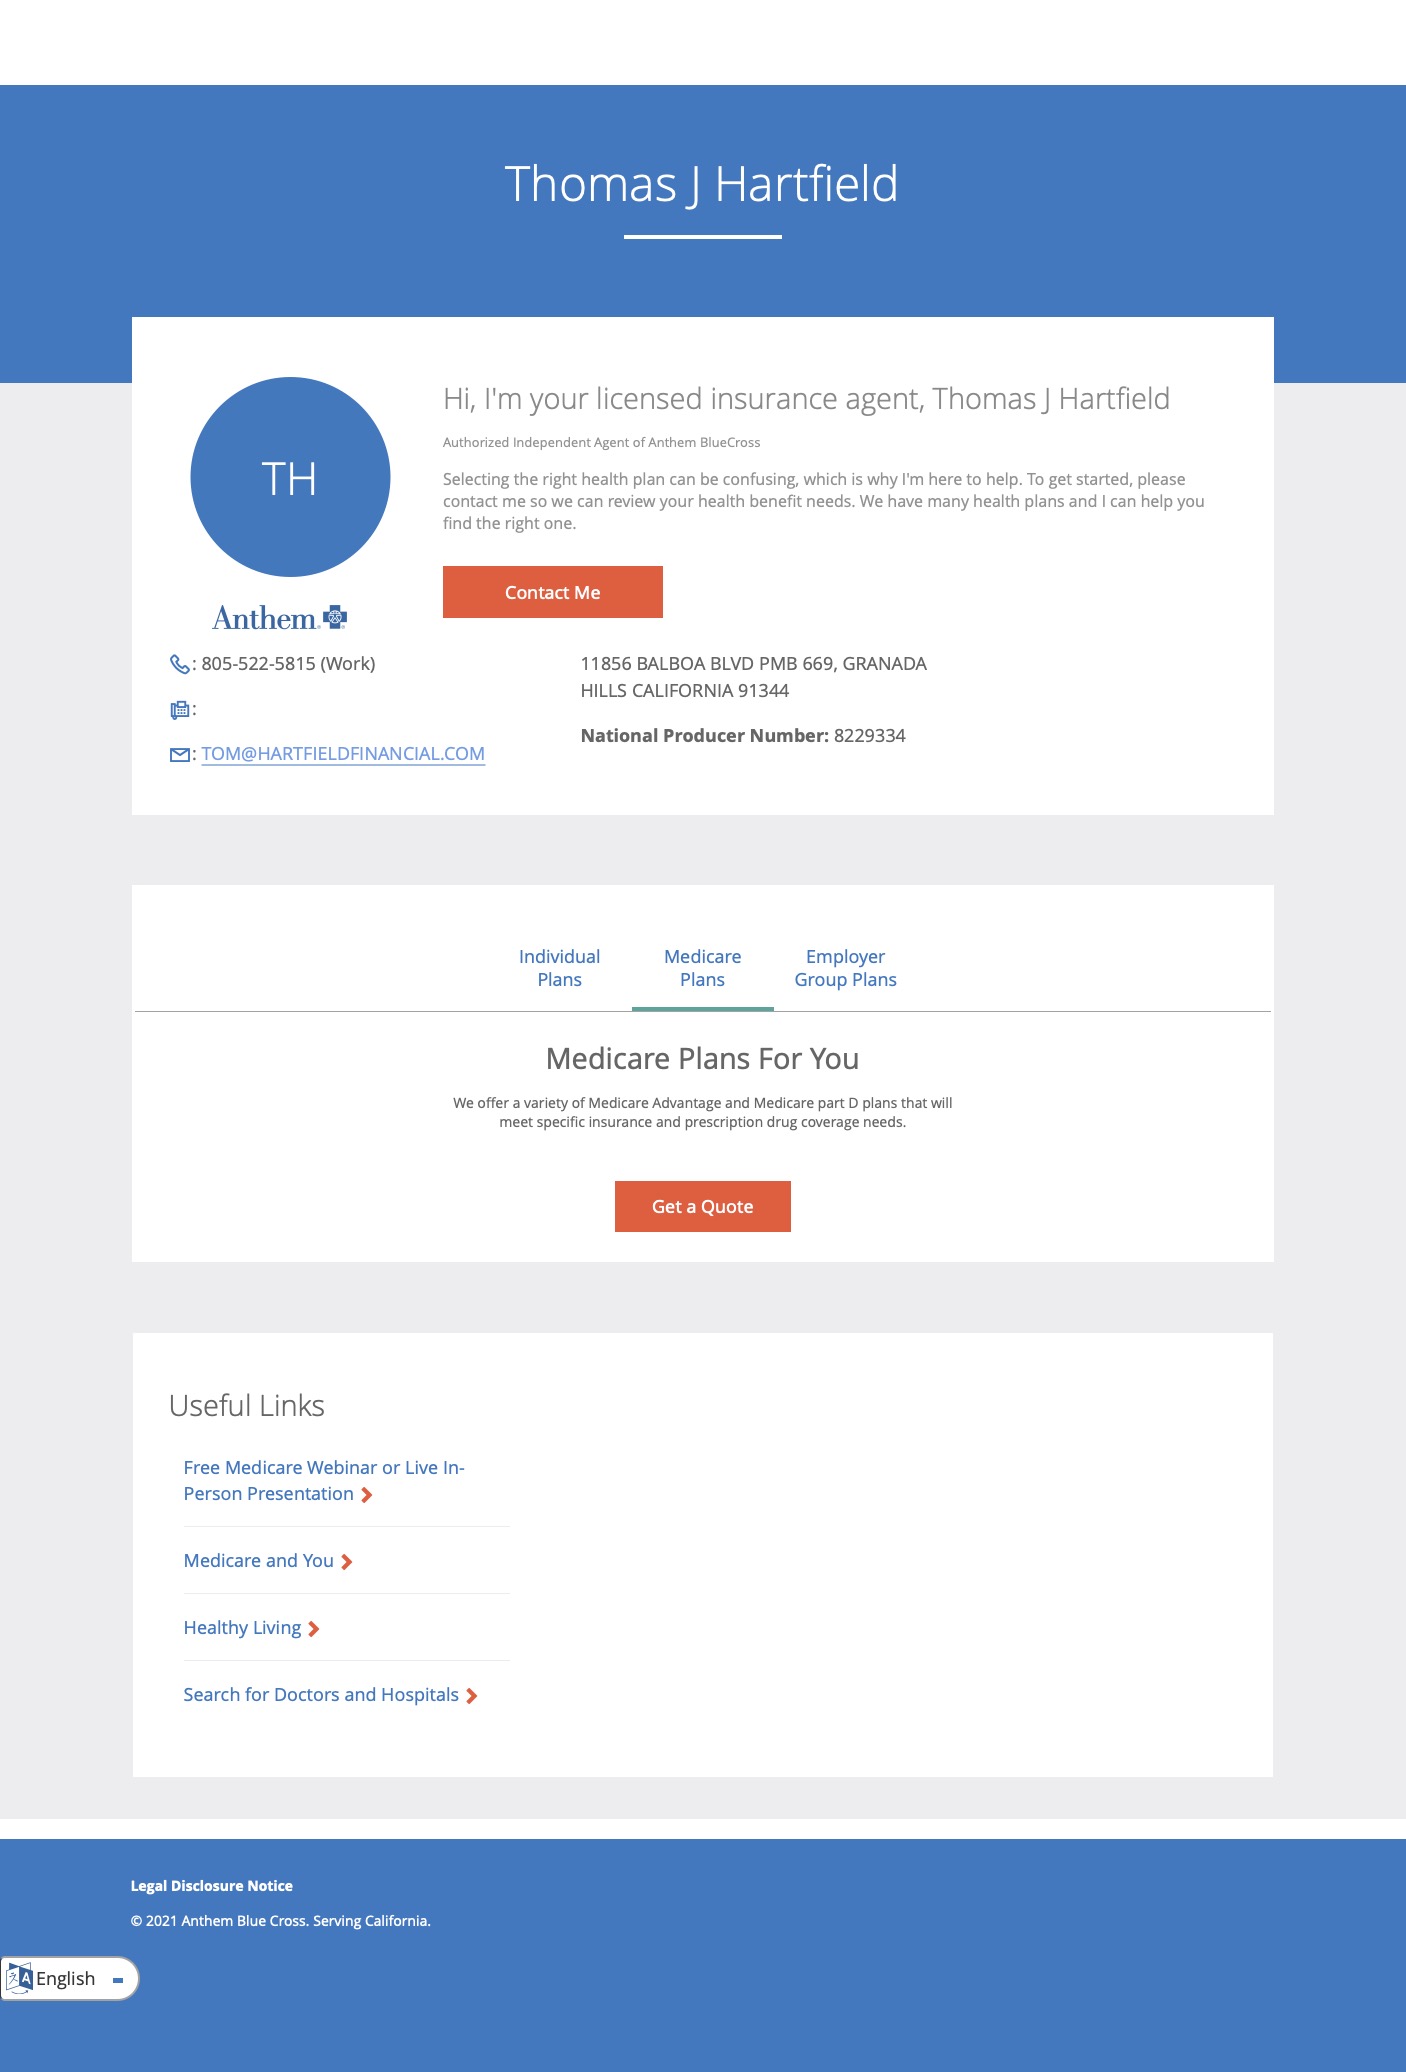 Thomas J Hartfield
TH
Anthem
Hi, I'm your licensed insurance agent, Thomas J Hartfield
Authorized Independent Agent of Anthem BlueCross
Selecting the right health plan can be confusing, which is why I'm here to help. To get started, please
contact me so we can review your health benefit needs. We have many health plans and I can help you
find the right one.
Contact Me
: 805-522-5815 (Work)
:
: TOM@HARTFIELDFINANCIAL.COM
11856 BALBOA BLVD PMB 669, GRANADA
HILLS CALIFORNIA 91344
National Producer Number: 8229334
Individual
Plans
Medicare
Plans
Employer
Group Plans
Medicare Plans For You
We offer a variety of Medicare Advantage and Medicare part D plans that will
meet specific insurance and prescription drug coverage needs.
Get a Quote
Useful Links
Free Medicare Webinar or Live In-
Person Presentation
Medicare and You
Healthy Living
Search for Doctors and Hospitals
Legal Disclosure Notice
© 2021 Anthem Blue Cross. Serving California.
English